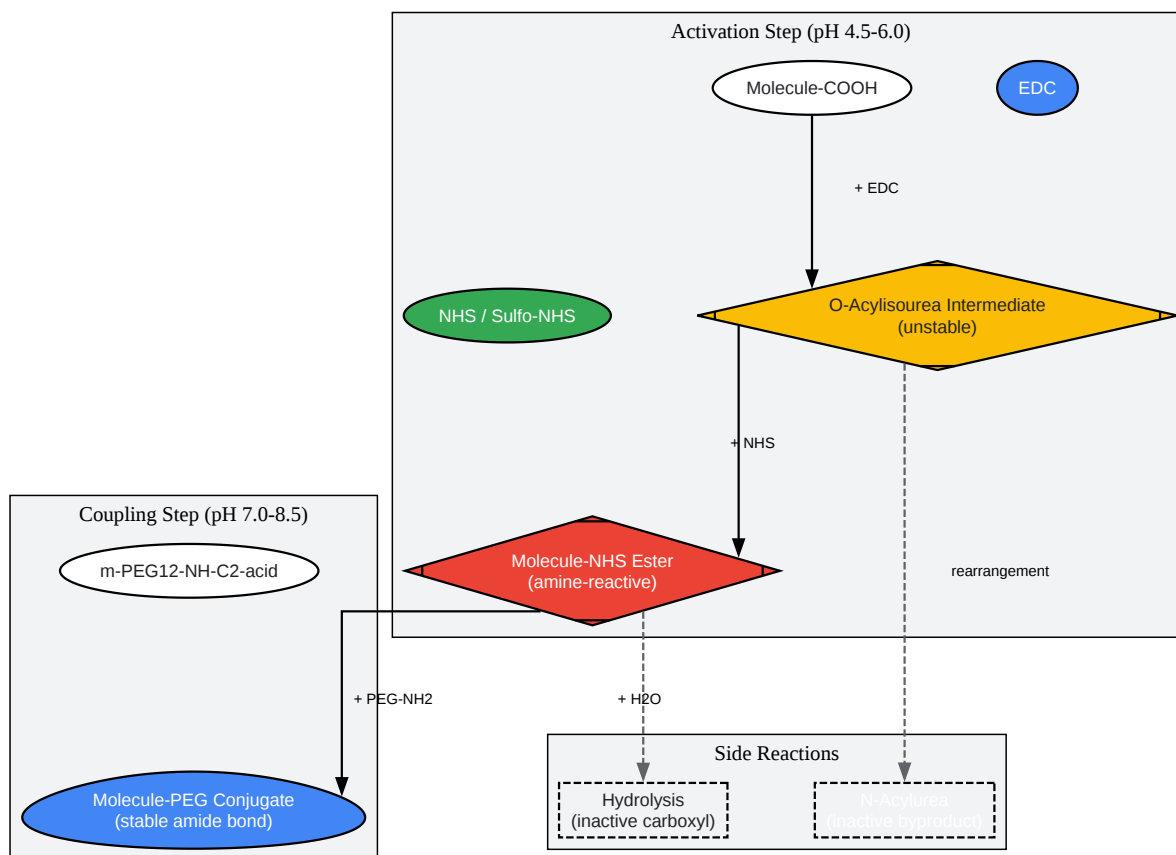 Activation Step (pH 4.5-6.0)
Molecule-COOH
EDC
+ EDC
NHS / Sulfo-NHS
O-Acylisourea Intermediate
(unstable)
+ NHS
Coupling Step (pH 7.0-8.5)
m-PEG12-NH-C2-acid
Molecule-NHS Ester
(amine-reactive)
rearrangement
+ PEG-NH2
+ H2O
Side Reactions
Molecule-PEG Conjugate
(stable amide bond)
Hydrolysis
(inactive carboxyl)
N-Acylurea
(inactive byproduct)